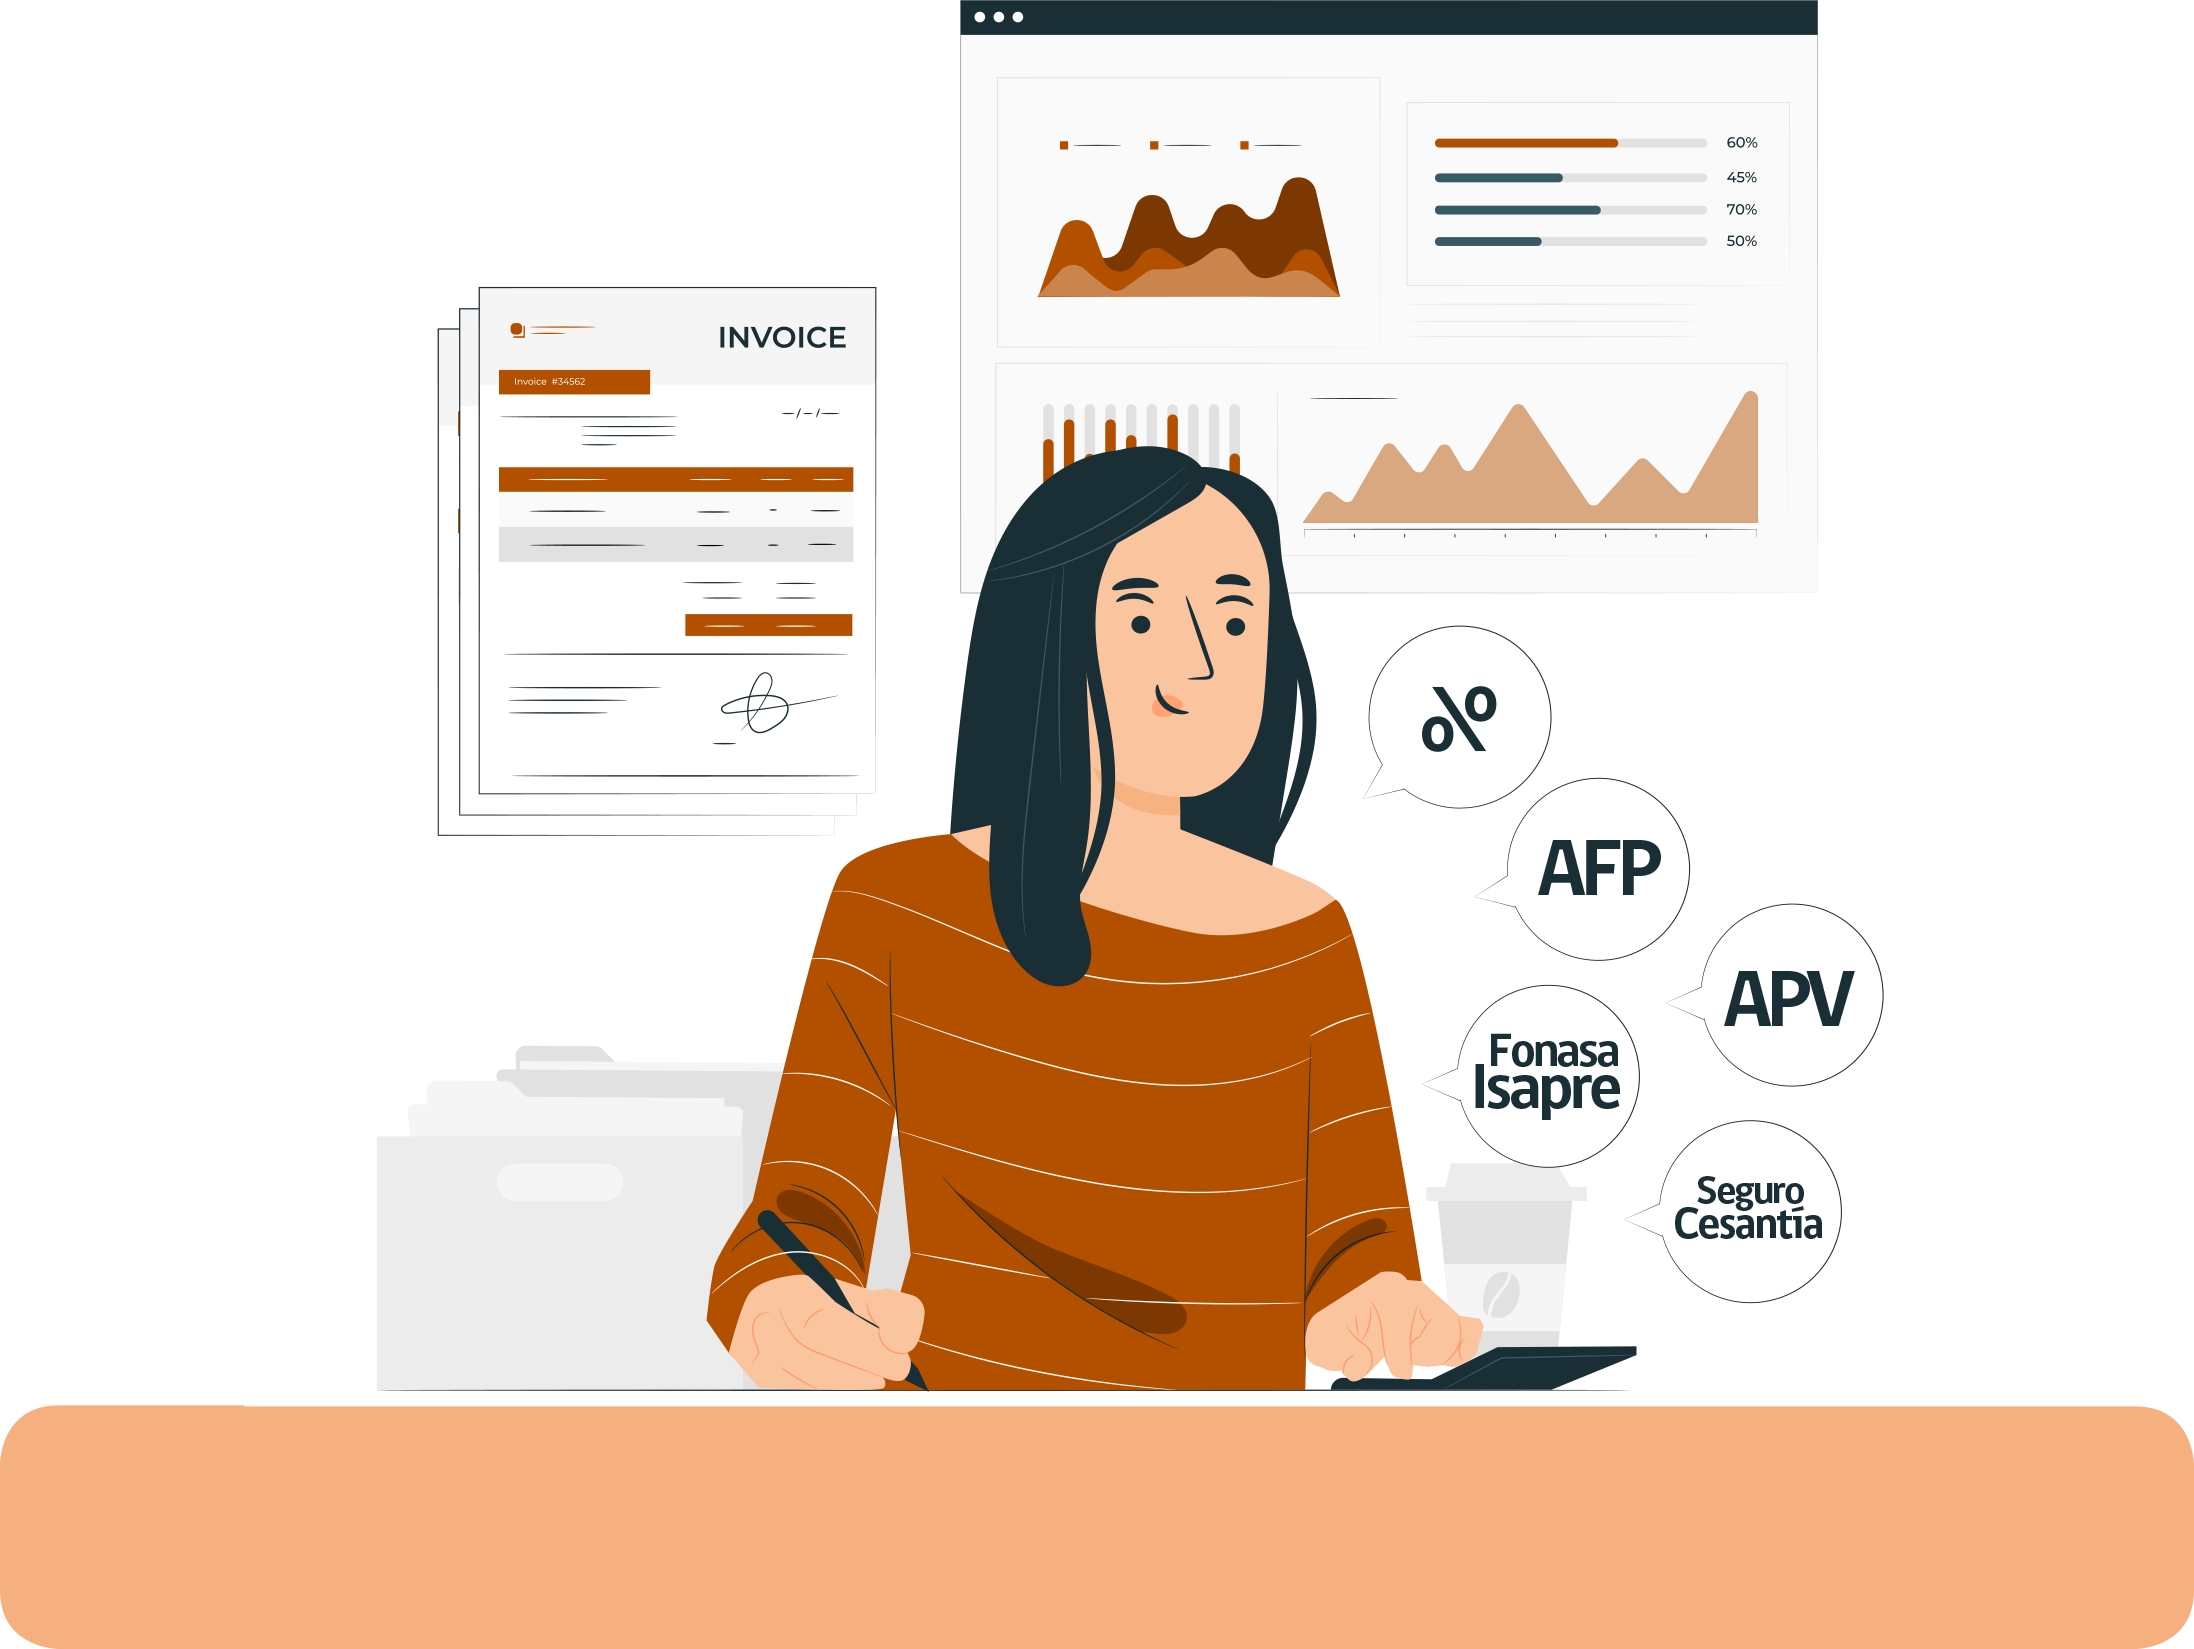 60%
45%
70%
50%
INVOICE
Invoice #34562
%
AFP
APV
Fonasa
Isapre
Seguro
Cesantía